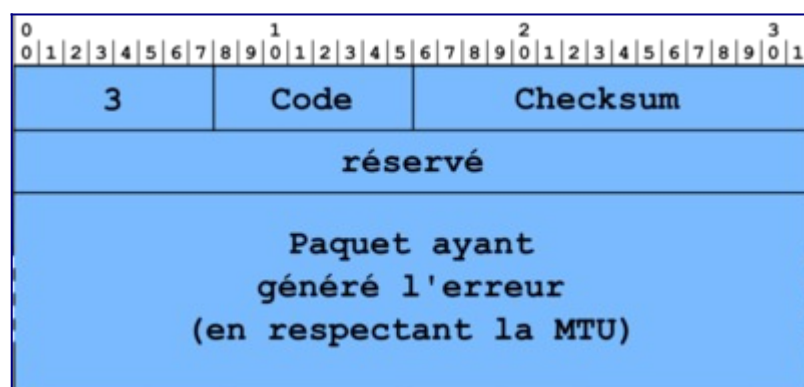 0 1 2 3
0 1 2 3 4 5 6 7 8 9 0 1 2 3 4 5 6 7 8 9 0 1 2 3 4 5 6 7 8 9 0 1
3 Code Checksum
réservé
Paquet ayant
généré l'erreur
(en respectant la MTU)